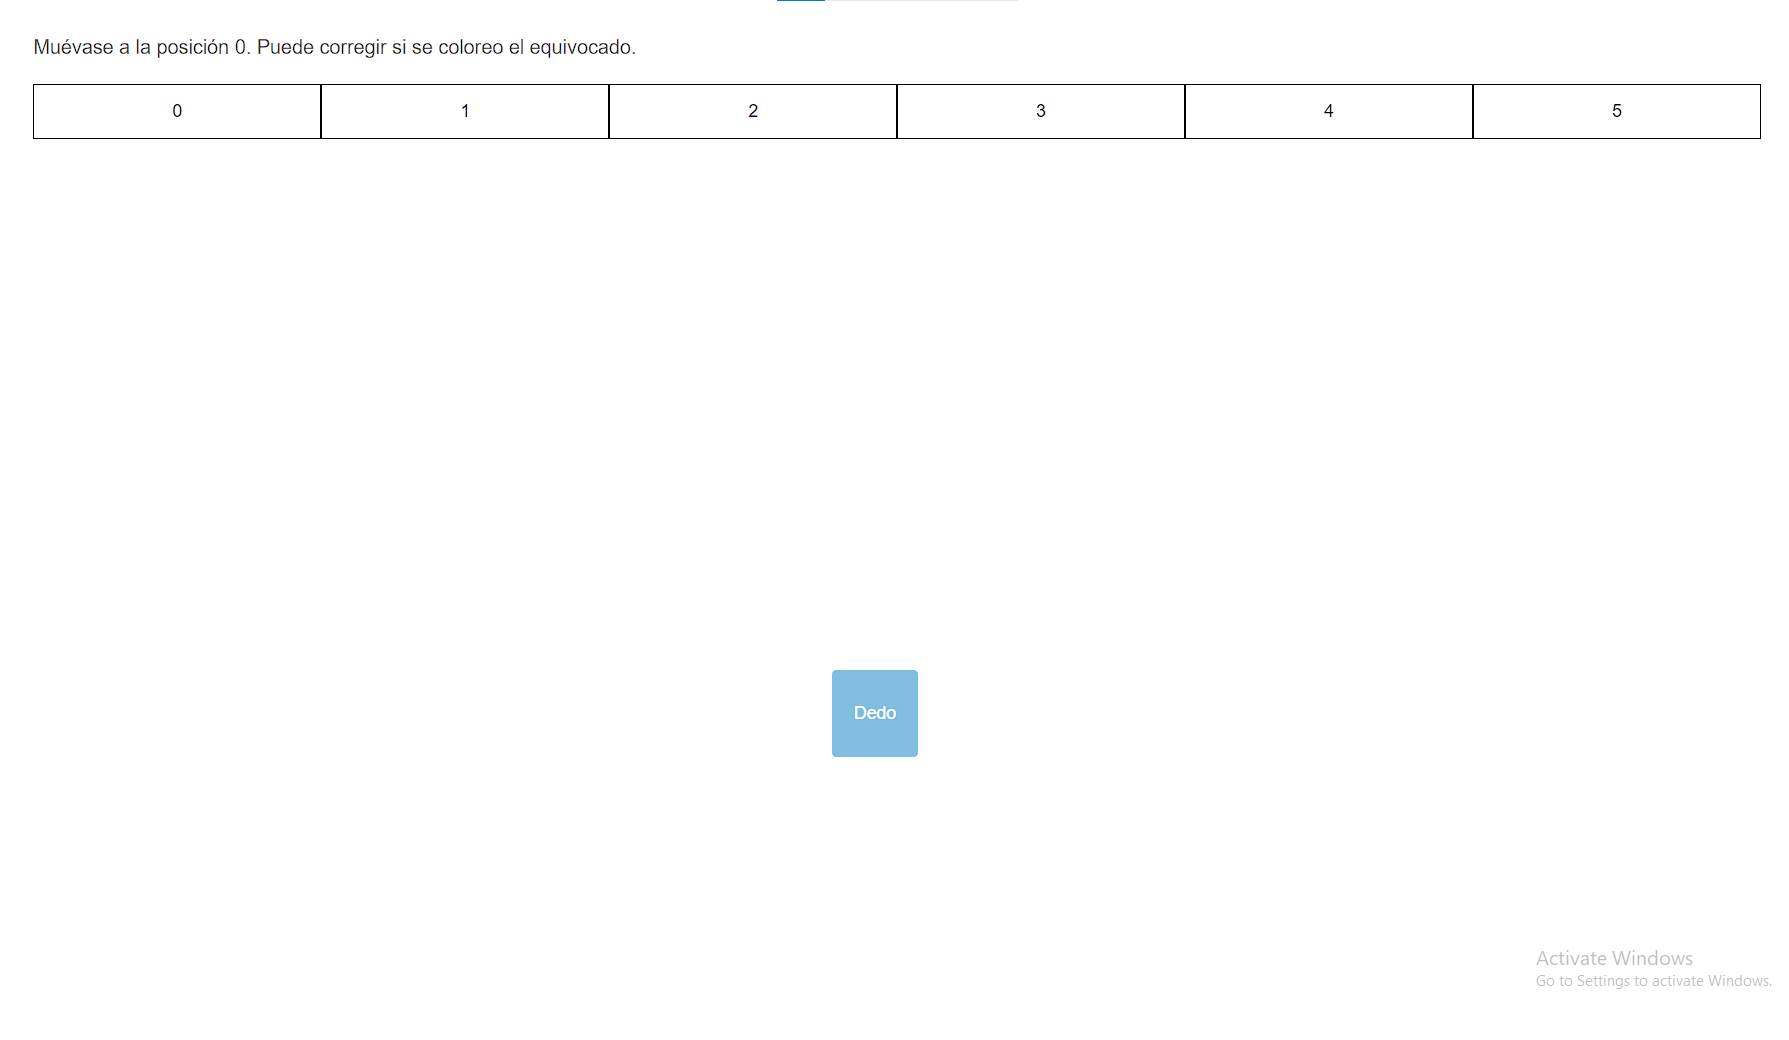 Muévase a la posición 0. Puede corregir si se coloreo el equivocado.
0 1 2 3 4 5
Dedo
Activate Windows
Go to Settings to activate Windows.